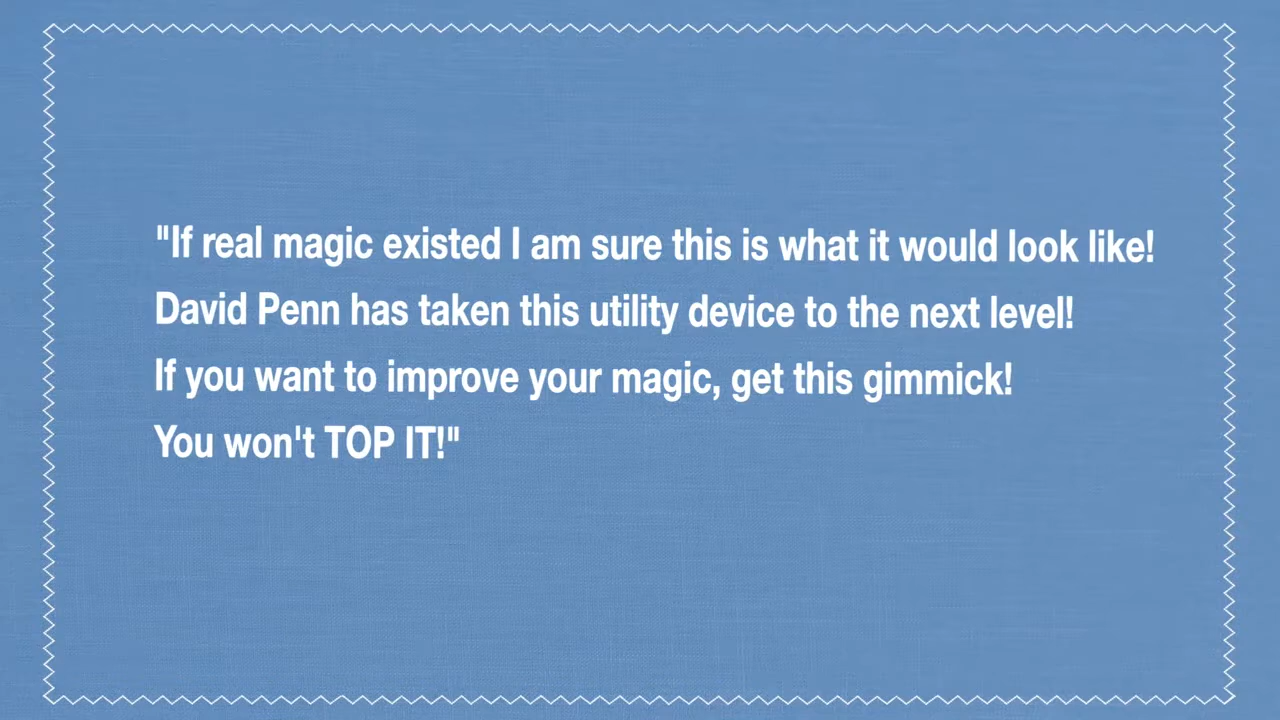 "If real magic existed I am sure this is what it would look like!
David Penn has taken this utility device to the next level!
If you want to improve your magic, get this gimmick!
You won't TOP IT!"